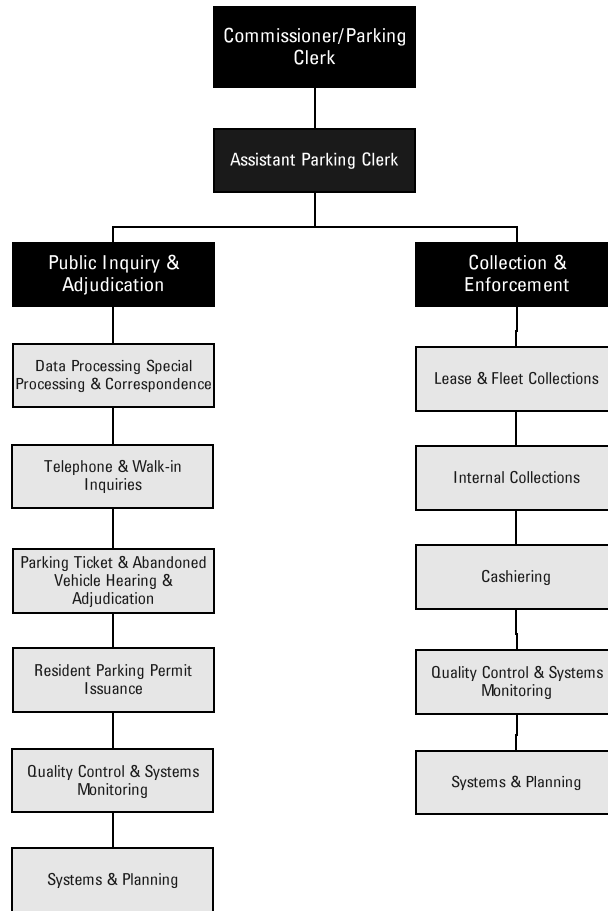 Commissioner/Parking
Clerk
Assistant Parking Clerk
Public Inquiry &
Adjudication
Collection &
Enforcement
Data Processing Special
Processing & Correspondence
Telephone & Walk-in
Inquiries
Parking Ticket & Abandoned
Vehicle Hearing &
Adjudication
Resident Parking Permit
Issuance
Quality Control & Systems
Monitoring
Systems & Planning
Lease & Fleet Collections
Internal Collections
Cashiering
Quality Control & Systems
Monitoring
Systems & Planning